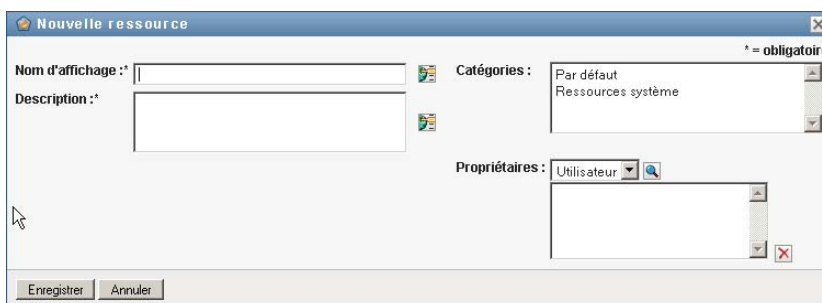 Nouvelle ressource
* = obligatoir
Nom d'affichage :*
Catégories :
Par défaut
Ressources système
Description :*
Propriétaires :
Utilisateur
Enregistrer
Annuler